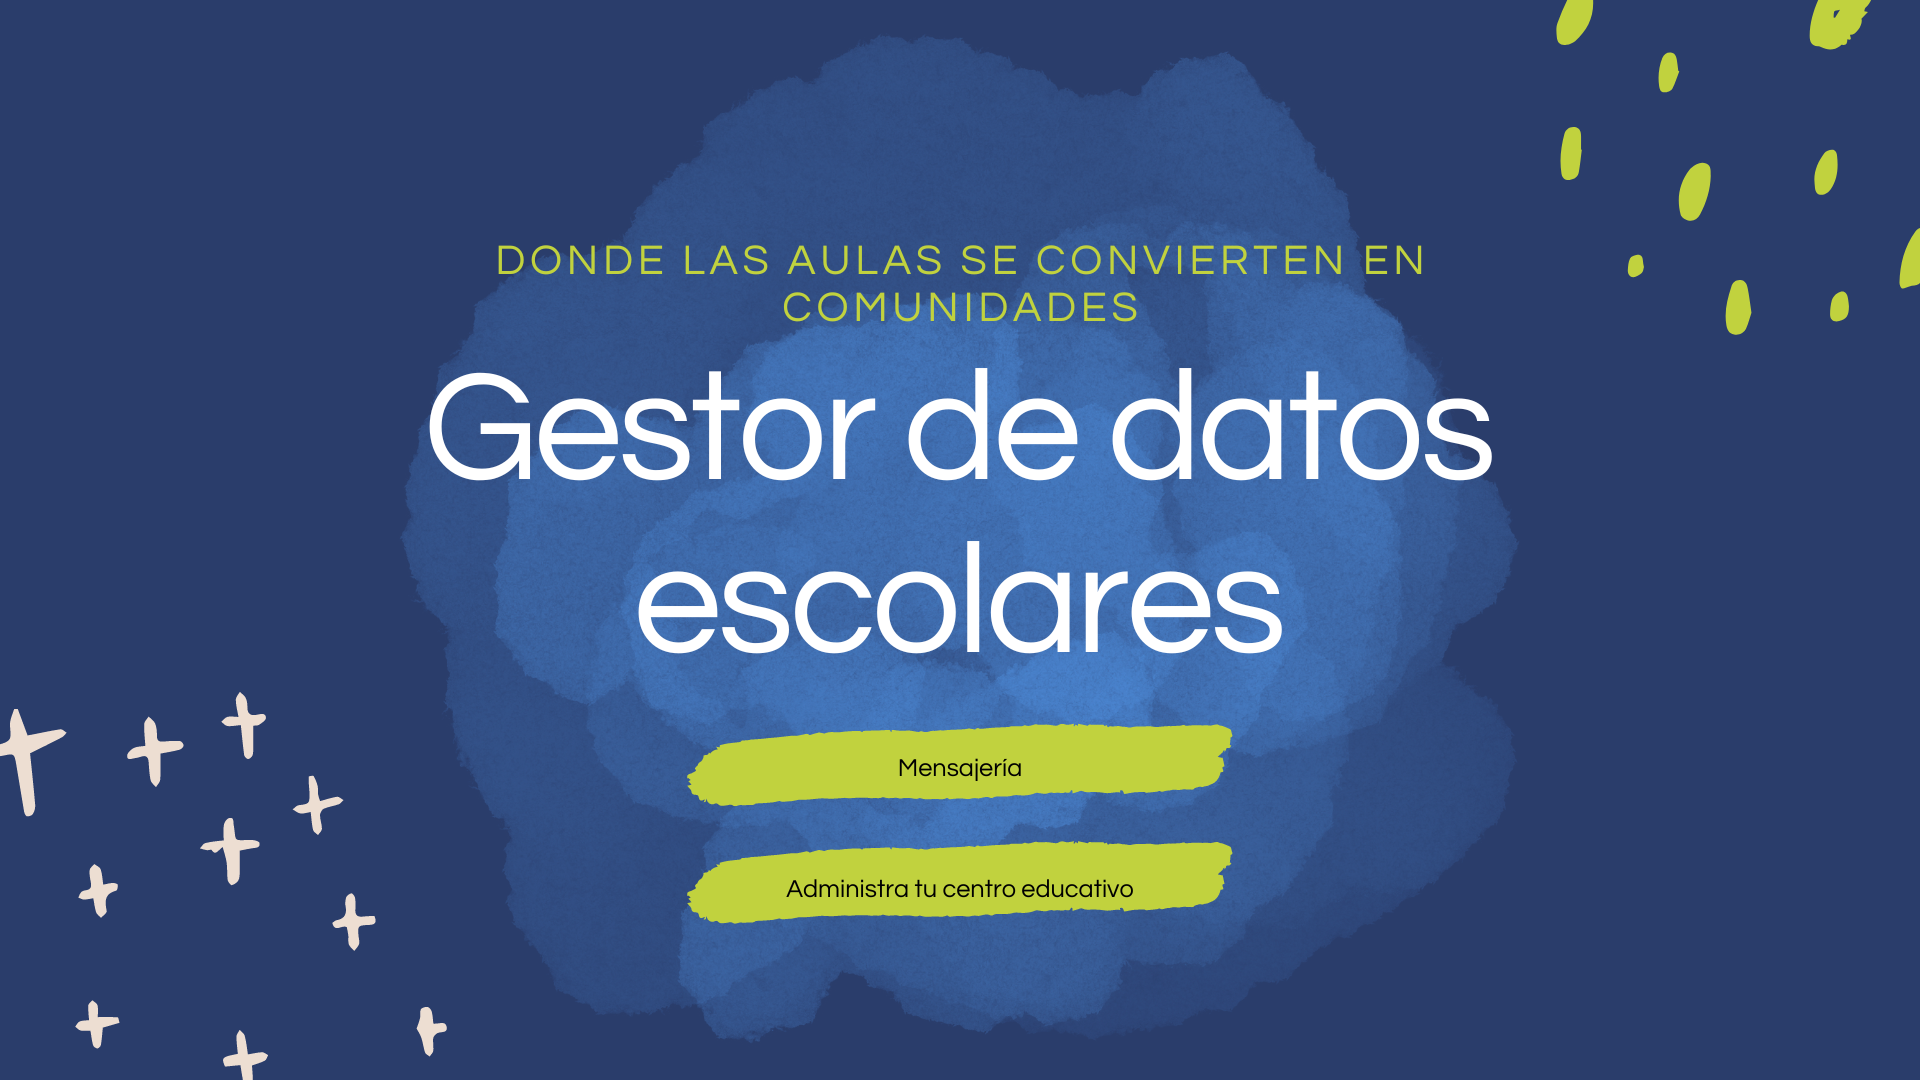 DONDE LAS AULAS SE CONVIERTEN EN
COMUNIDADES
Gestor de datos
escolares
Mensajería
Administra tu centro educativo